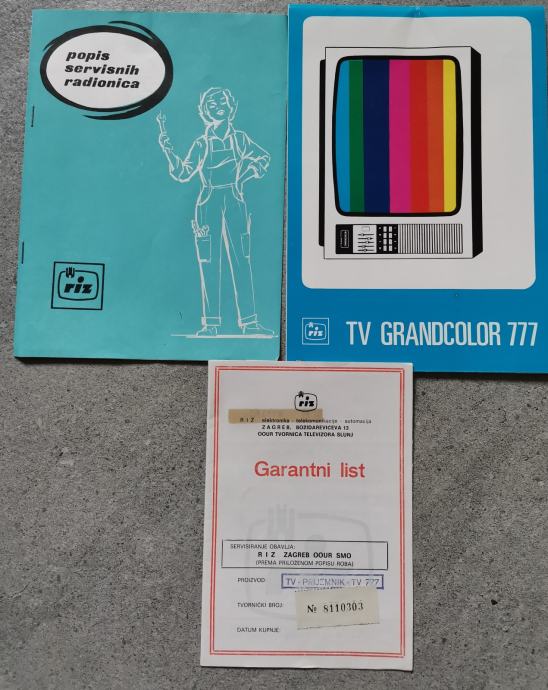 popis
servisnih
radionica
riz
riz
TV GRANDCOLOR 777
riz
RIZ elektronika - telekomunikacije - automacija
ZAGREB, BOŽIDAREVIĆEVA 13
OOUR TVORNICA TELEVIZORA SLUNJ
Garantni list
SERVISIRANJE OBAVLJA:
RIZ ZAGREB OOUR SMO
(PREMA PRILOŽENOM POPISU ROBA)
PROIZVOD:
TV - PRIJEMNIK - TV 777
TVORNIČKI BROJ:
№ 8110303
DATUM KUPNJE: